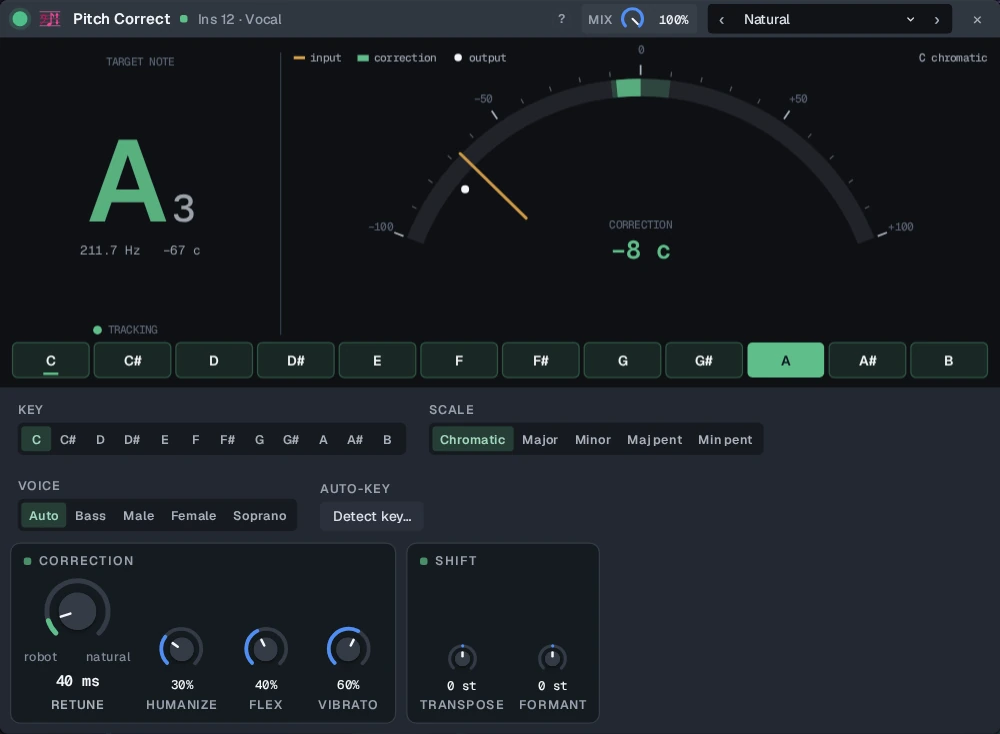 Pitch Correct Ins 12 · Vocal ? MIX 100% ‹ Natural › ×
TARGET NOTE
input correction output
C chromatic
0
-50 +50
-100 +100
A3
211.7 Hz -67 c
CORRECTION
-8 c
TRACKING
C C# D D# E F F# G G# A A# B
KEY
C C# D D# E F F# G G# A A# B
SCALE
Chromatic Major Minor Maj pent Min pent
VOICE
Auto Bass Male Female Soprano
AUTO-KEY
Detect key…
CORRECTION
robot natural
40 ms
RETUNE
30%
HUMANIZE
40%
FLEX
60%
VIBRATO
SHIFT
0 st
TRANSPOSE
0 st
FORMANT